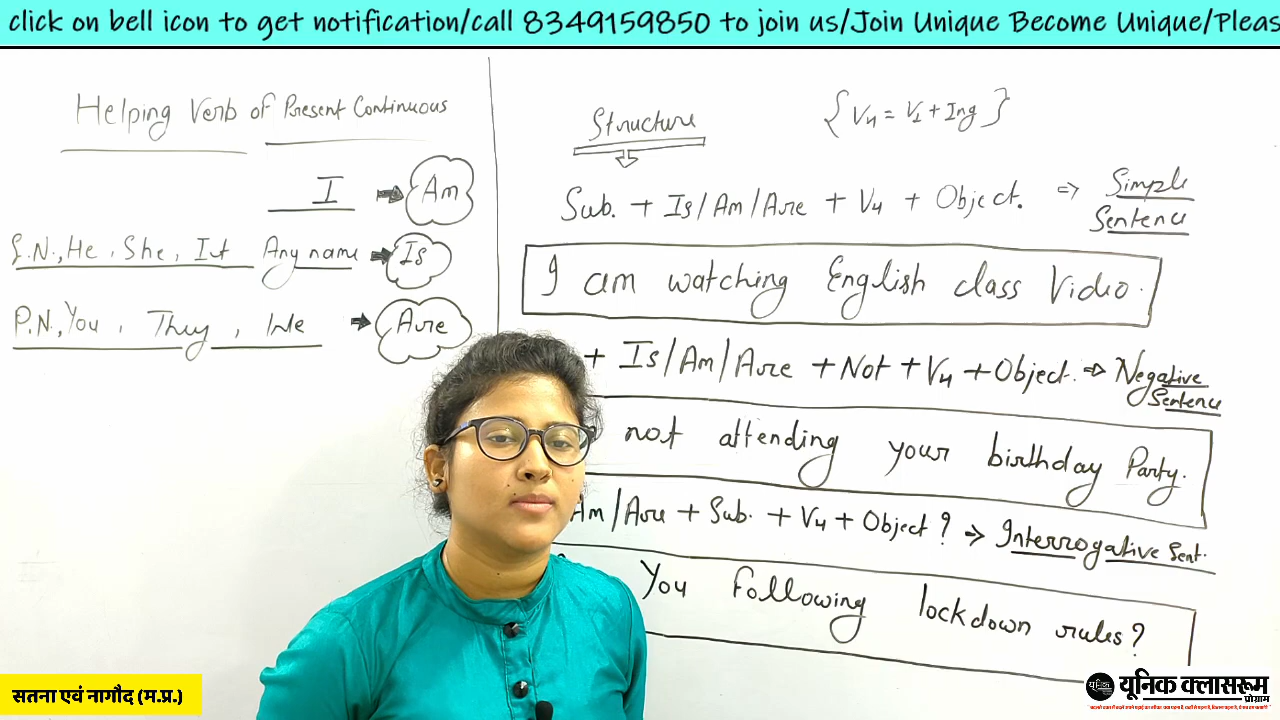 click on bell icon to get notification/call 8349159850 to join us/Join Unique Become Unique/Pleas
Helping Verb of Present Continuous
I → Am
S.N., He, She, It Any name → Is
P.N., You, They, We → Are
Structure
{V4 = V1 + Ing}
Sub. + Is/Am/Are + V4 + Object. => Simple
Sentence
I am watching English class Video.
+ Is/Am/Are + Not + V4 + Object. => Negative
Sentence
not attending your birthday Party.
Am/Are + Sub. + V4 + Object? → Interrogative Sent.
You Following lockdown rules?
सतना एवं नागौद (म.प्र.)
यूनिक क्लासरूम
प्रोग्राम